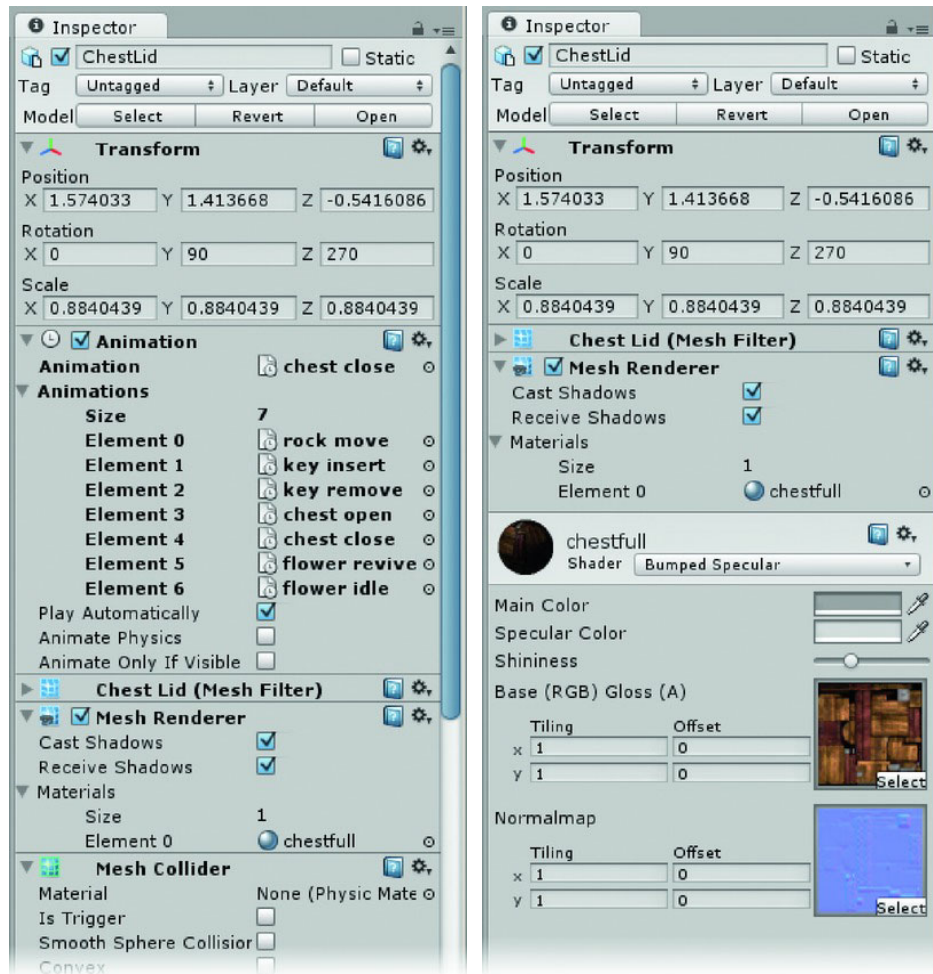 Inspector
ChestLid Static
Tag Untagged Layer Default
Model Select Revert Open
Transform
Position
X 1.574033 Y 1.413668 Z -0.5416086
Rotation
X 0 Y 90 Z 270
Scale
X 0.8840439 Y 0.8840439 Z 0.8840439
Animation
Animation chest close
Animations
Size 7
Element 0 rock move
Element 1 key insert
Element 2 key remove
Element 3 chest open
Element 4 chest close
Element 5 flower revive
Element 6 flower idle
Play Automatically
Animate Physics
Animate Only If Visible
Chest Lid (Mesh Filter)
Mesh Renderer
Cast Shadows
Receive Shadows
Materials
Size 1
Element 0 chestfull
Mesh Collider
Material None (Physic Mate
Is Trigger
Smooth Sphere Collisior
Convex
Inspector
ChestLid Static
Tag Untagged Layer Default
Model Select Revert Open
Transform
Position
X 1.574033 Y 1.413668 Z -0.5416086
Rotation
X 0 Y 90 Z 270
Scale
X 0.8840439 Y 0.8840439 Z 0.8840439
Chest Lid (Mesh Filter)
Mesh Renderer
Cast Shadows
Receive Shadows
Materials
Size 1
Element 0 chestfull
chestfull
Shader Bumped Specular
Main Color
Specular Color
Shininess
Base (RGB) Gloss (A)
Tiling Offset
x 1 0
y 1 0
Select
Normalmap
Tiling Offset
x 1 0
y 1 0
Select